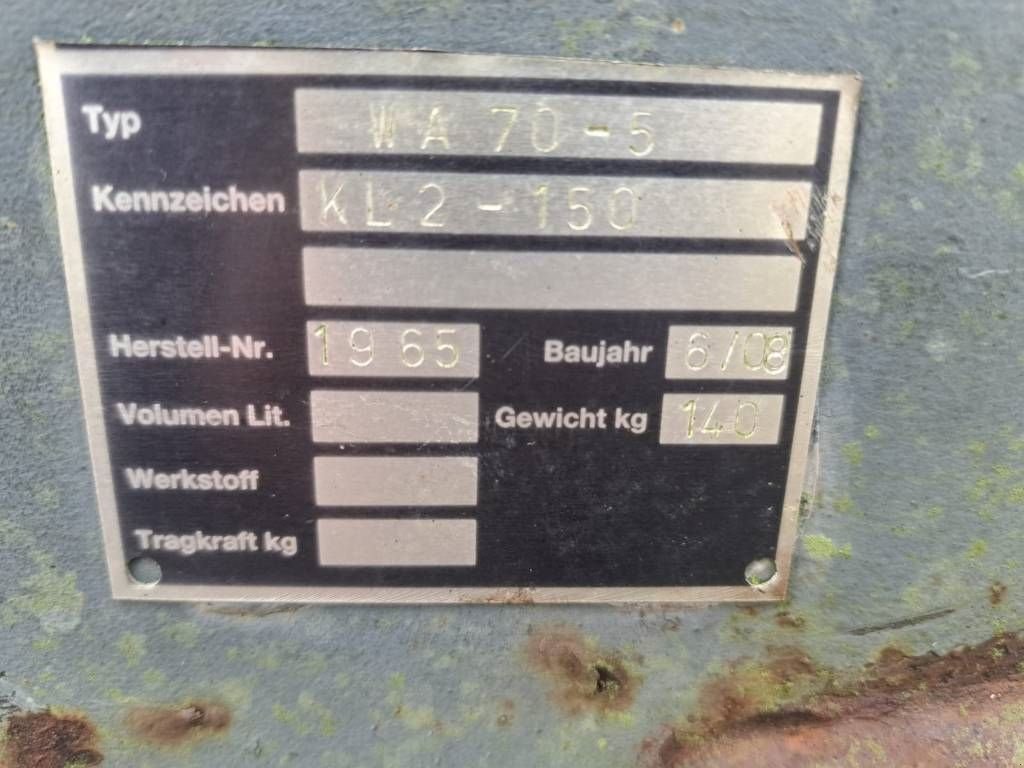 Typ WA 70-5
Kennzeichen KL 2 - 150
Herstell-Nr. 1965 Baujahr 6/08
Volumen Lit. Gewicht kg 140
Werkstoff
Tragkraft kg